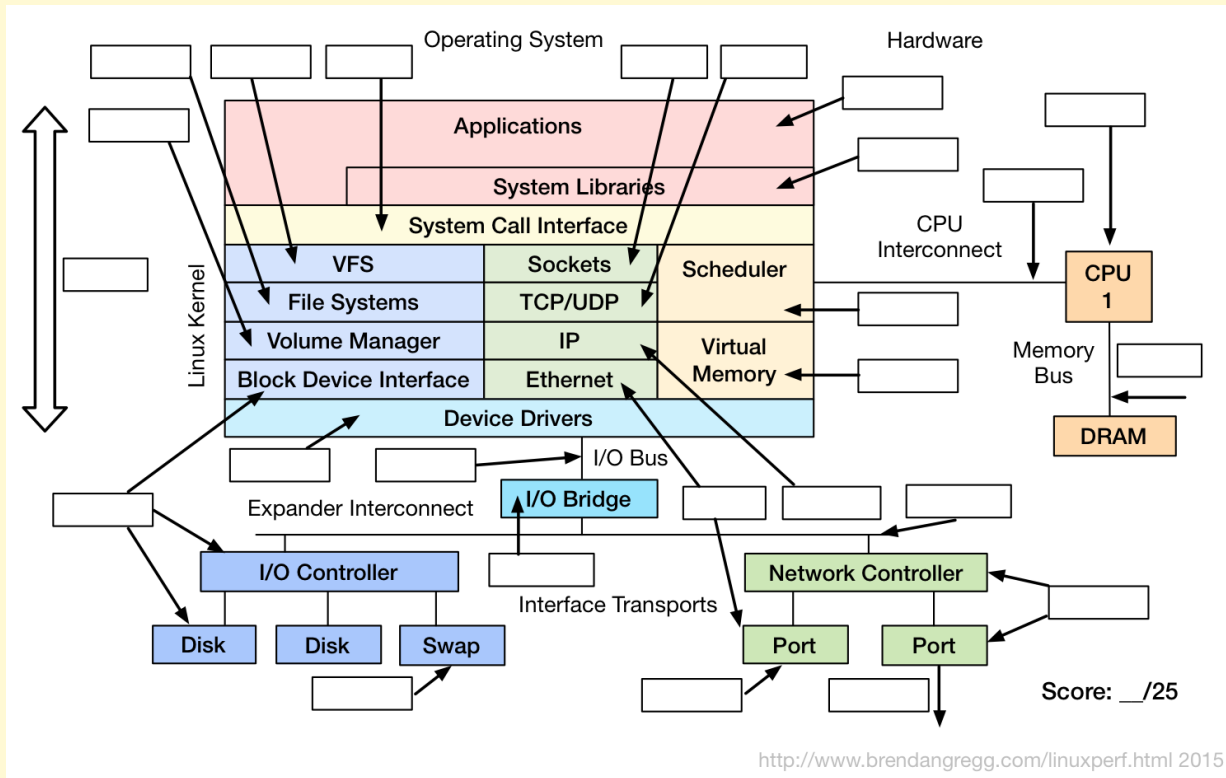 Operating System
Hardware
Applications
System Libraries
System Call Interface
CPU
Interconnect
Linux Kernel
VFS
Sockets
Scheduler
File Systems
TCP/UDP
Volume Manager
IP
Virtual
Memory
Block Device Interface
Ethernet
Device Drivers
CPU
1
Memory
Bus
DRAM
I/O Bus
Expander Interconnect
I/O Bridge
I/O Controller
Network Controller
Interface Transports
Disk
Disk
Swap
Port
Port
Score: __/25
http://www.brendangregg.com/linuxperf.html 2015